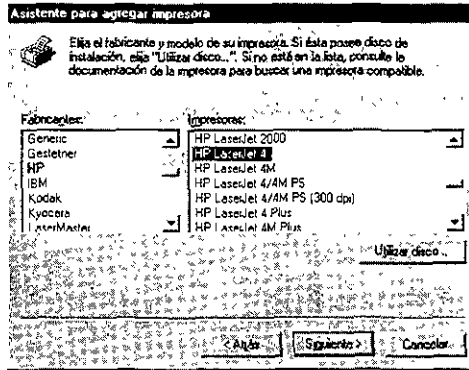 Asistente para agregar impresora
Elija el fabricante y modelo de su impresora. Si ésta posee disco de
instalación, elija "Utilizar disco...". Si no está en la lista, consulte la
documentación de la impresora para buscar una impresora compatible.
Fabricantes:
Generic
Gestetner
HP
IBM
Kodak
Kyocera
LaserMaster
Impresoras:
HP LaserJet 2000
HP LaserJet 4
HP LaserJet 4M
HP LaserJet 4/4M PS
HP LaserJet 4/4M PS (300 dpi)
HP LaserJet 4 Plus
HP LaserJet 4M Plus
Utilizar disco...
< Atrás
Siguiente >
Cancelar